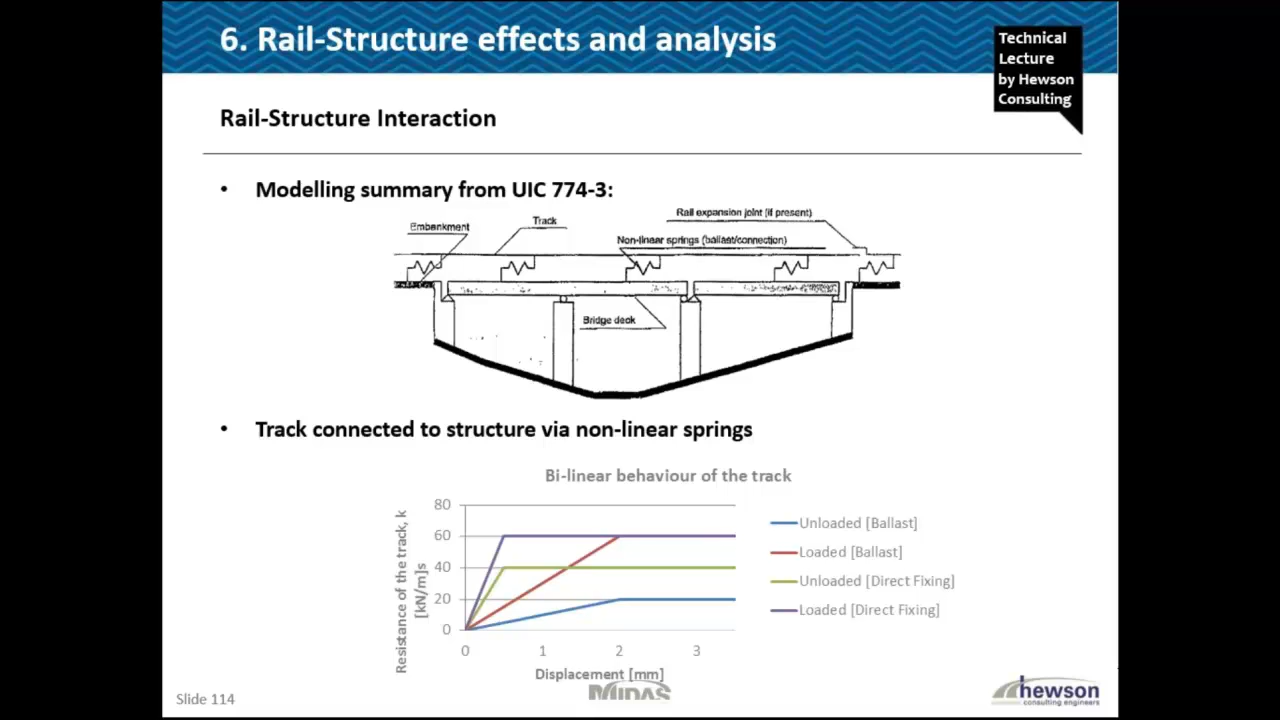 6. Rail-Structure effects and analysis
Technical
Lecture
by Hewson
Consulting
Rail-Structure Interaction
• Modelling summary from UIC 774-3:
Rail expansion joint (if present)
Embankment
Track
Non-linear springs (ballast/connection)
Bridge deck
• Track connected to structure via non-linear springs
Bi-linear behaviour of the track
Resistance of the track, k
[kN/m]s
80
60
40
20
0
0 1 2 3
Displacement [mm]
Unloaded [Ballast]
Loaded [Ballast]
Unloaded [Direct Fixing]
Loaded [Direct Fixing]
Slide 114
MIDAS
hewson
consulting engineers